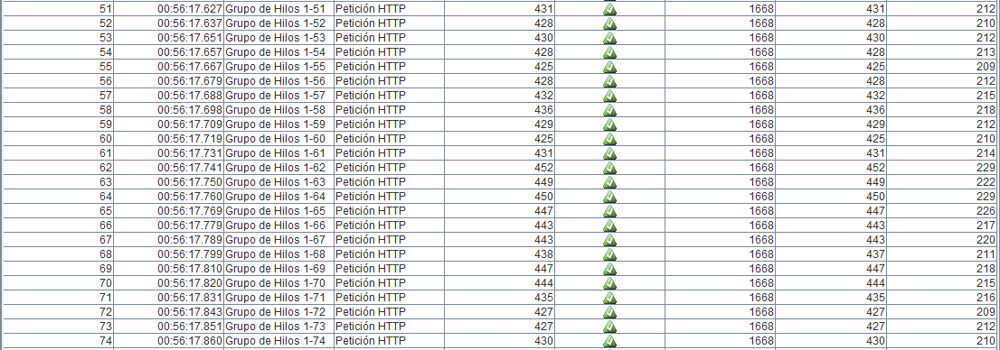 51 00:56:17.627 Grupo de Hilos 1-51 Petición HTTP 431 1668 431 212
52 00:56:17.637 Grupo de Hilos 1-52 Petición HTTP 428 1668 428 210
53 00:56:17.651 Grupo de Hilos 1-53 Petición HTTP 430 1668 430 212
54 00:56:17.657 Grupo de Hilos 1-54 Petición HTTP 428 1668 428 213
55 00:56:17.667 Grupo de Hilos 1-55 Petición HTTP 425 1668 425 209
56 00:56:17.679 Grupo de Hilos 1-56 Petición HTTP 428 1668 428 212
57 00:56:17.688 Grupo de Hilos 1-57 Petición HTTP 432 1668 432 215
58 00:56:17.698 Grupo de Hilos 1-58 Petición HTTP 436 1668 436 218
59 00:56:17.709 Grupo de Hilos 1-59 Petición HTTP 429 1668 429 212
60 00:56:17.719 Grupo de Hilos 1-60 Petición HTTP 425 1668 425 210
61 00:56:17.731 Grupo de Hilos 1-61 Petición HTTP 431 1668 431 214
62 00:56:17.741 Grupo de Hilos 1-62 Petición HTTP 452 1668 452 229
63 00:56:17.750 Grupo de Hilos 1-63 Petición HTTP 449 1668 449 222
64 00:56:17.760 Grupo de Hilos 1-64 Petición HTTP 450 1668 450 229
65 00:56:17.769 Grupo de Hilos 1-65 Petición HTTP 447 1668 447 226
66 00:56:17.779 Grupo de Hilos 1-66 Petición HTTP 443 1668 443 217
67 00:56:17.789 Grupo de Hilos 1-67 Petición HTTP 443 1668 443 220
68 00:56:17.799 Grupo de Hilos 1-68 Petición HTTP 438 1668 437 211
69 00:56:17.810 Grupo de Hilos 1-69 Petición HTTP 447 1668 447 218
70 00:56:17.820 Grupo de Hilos 1-70 Petición HTTP 444 1668 444 215
71 00:56:17.831 Grupo de Hilos 1-71 Petición HTTP 435 1668 435 216
72 00:56:17.843 Grupo de Hilos 1-72 Petición HTTP 427 1668 427 209
73 00:56:17.851 Grupo de Hilos 1-73 Petición HTTP 427 1668 427 212
74 00:56:17.860 Grupo de Hilos 1-74 Petición HTTP 430 1668 430 210